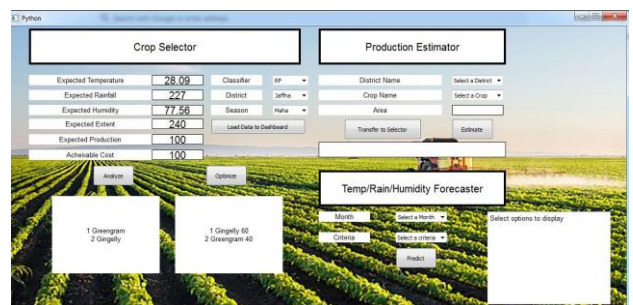 Python
Crop Selector
Expected Temperature 28.09 Classifier RF
Expected Rainfall 227 District Jaffna
Expected Humidity 77.56 Season Maha
Expected Extent 240 Load Data to Dashboard
Expected Production 100
Acheivable Cost 100
Analyze Optimize
1 Greengram
2 Gingelly
1 Gingelly 60
2 Greengram 40
Production Estimator
District Name Select a District
Crop Name Select a Crop
Area
Transfer to Selector Estimate
Temp/Rain/Humidity Forecaster
Month Select a Month
Criteria Select a criteria
Predict
Select options to display